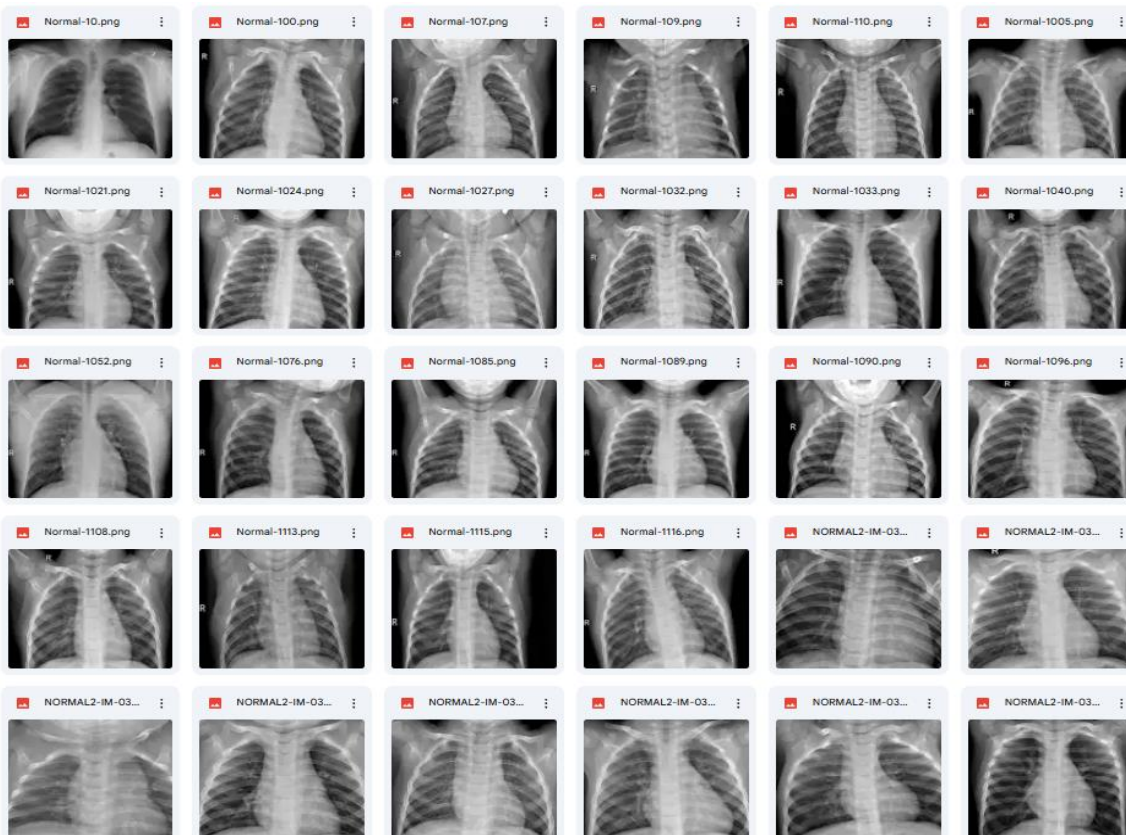 Normal-10.png
Normal-100.png
Normal-107.png
Normal-109.png
Normal-110.png
Normal-1005.png
R
R
R
R
R
Normal-1021.png
Normal-1024.png
Normal-1027.png
Normal-1032.png
Normal-1033.png
Normal-1040.png
R
R
R
R
R
Normal-1052.png
Normal-1076.png
Normal-1085.png
Normal-1089.png
Normal-1090.png
Normal-1096.png
R
R
R
R
R
Normal-1108.png
Normal-1113.png
Normal-1115.png
Normal-1116.png
NORMAL2-IM-03...
NORMAL2-IM-03...
R
R
R
R
R
NORMAL2-IM-03...
NORMAL2-IM-03...
NORMAL2-IM-03...
NORMAL2-IM-03...
NORMAL2-IM-03...
NORMAL2-IM-03...